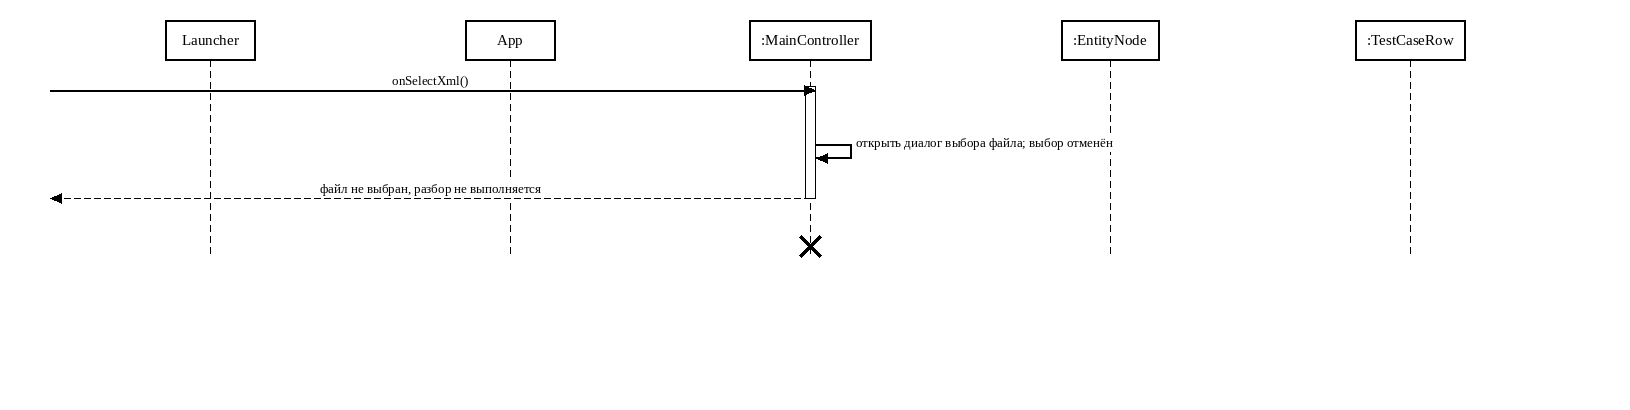 Launcher
App
:MainController
:EntityNode
:TestCaseRow
onSelectXml()
открыть диалог выбора файла; выбор отменён
файл не выбран, разбор не выполняется